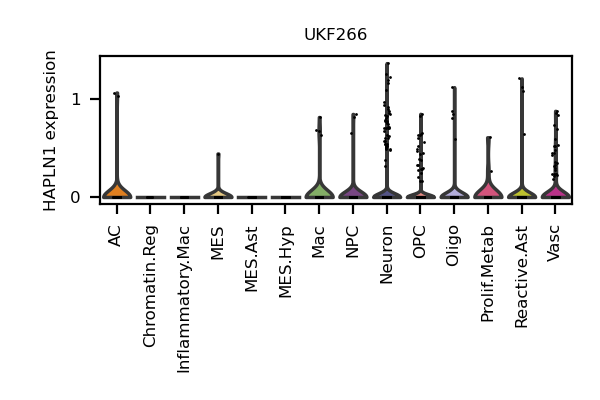 UKF266
HAPLN1 expression
1
0
AC
Chromatin.Reg
Inflammatory.Mac
MES
MES.Ast
MES.Hyp
Mac
NPC
Neuron
OPC
Oligo
Prolif.Metab
Reactive.Ast
Vasc